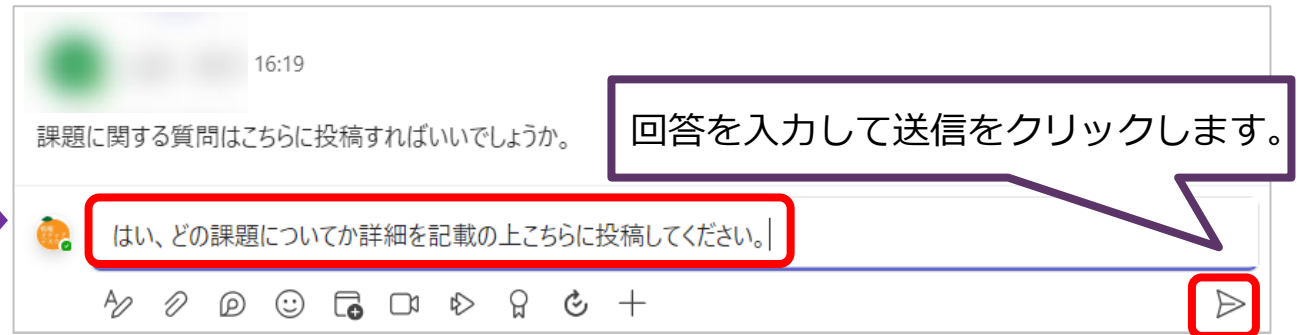 16:19
課題に関する質問はこちらに投稿すればいいでしょうか。
回答を入力して送信をクリックします。
はい、どの課題についてか詳細を記載の上こちらに投稿してください。